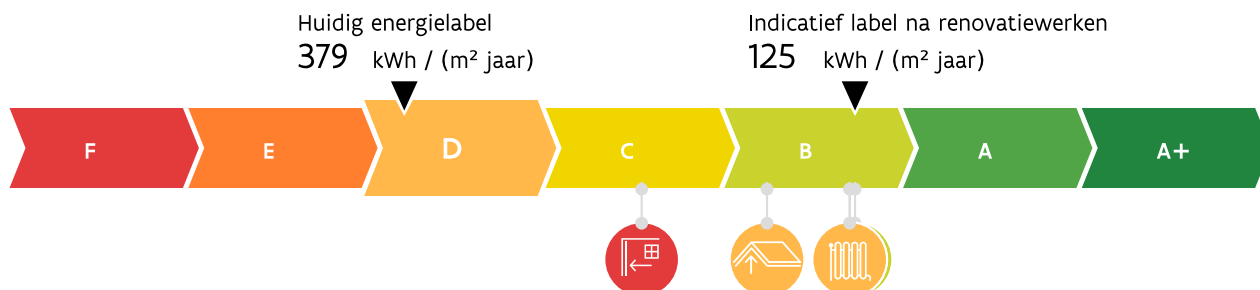 Huidig energielabel
379 kWh / (m² jaar)
Indicatief label na renovatiewerken
125 kWh / (m² jaar)
F E D C B A A+